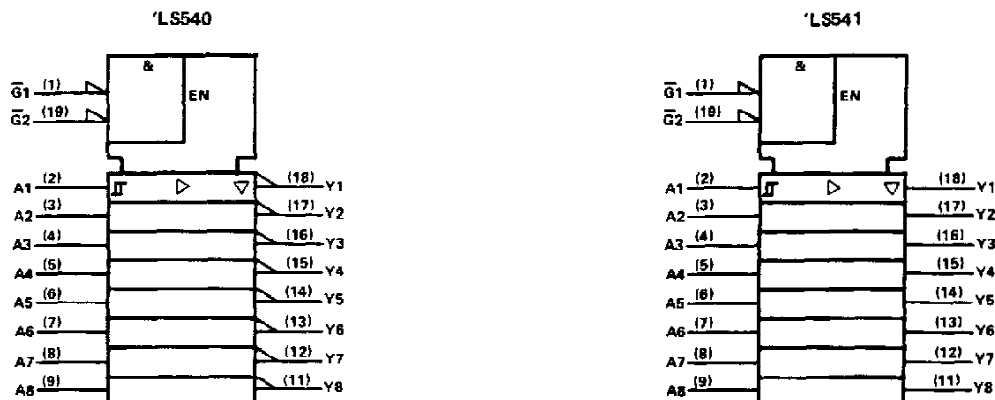 'LS540
&
G̅1 (1)
EN
G̅2 (19)
A1 (2) (18) Y1
A2 (3) (17) Y2
A3 (4) (16) Y3
A4 (5) (15) Y4
A5 (6) (14) Y5
A6 (7) (13) Y6
A7 (8) (12) Y7
A8 (9) (11) Y8
'LS541
&
G̅1 (1)
EN
G̅2 (19)
A1 (2) (18) Y1
A2 (3) (17) Y2
A3 (4) (16) Y3
A4 (5) (15) Y4
A5 (6) (14) Y5
A6 (7) (13) Y6
A7 (8) (12) Y7
A8 (9) (11) Y8